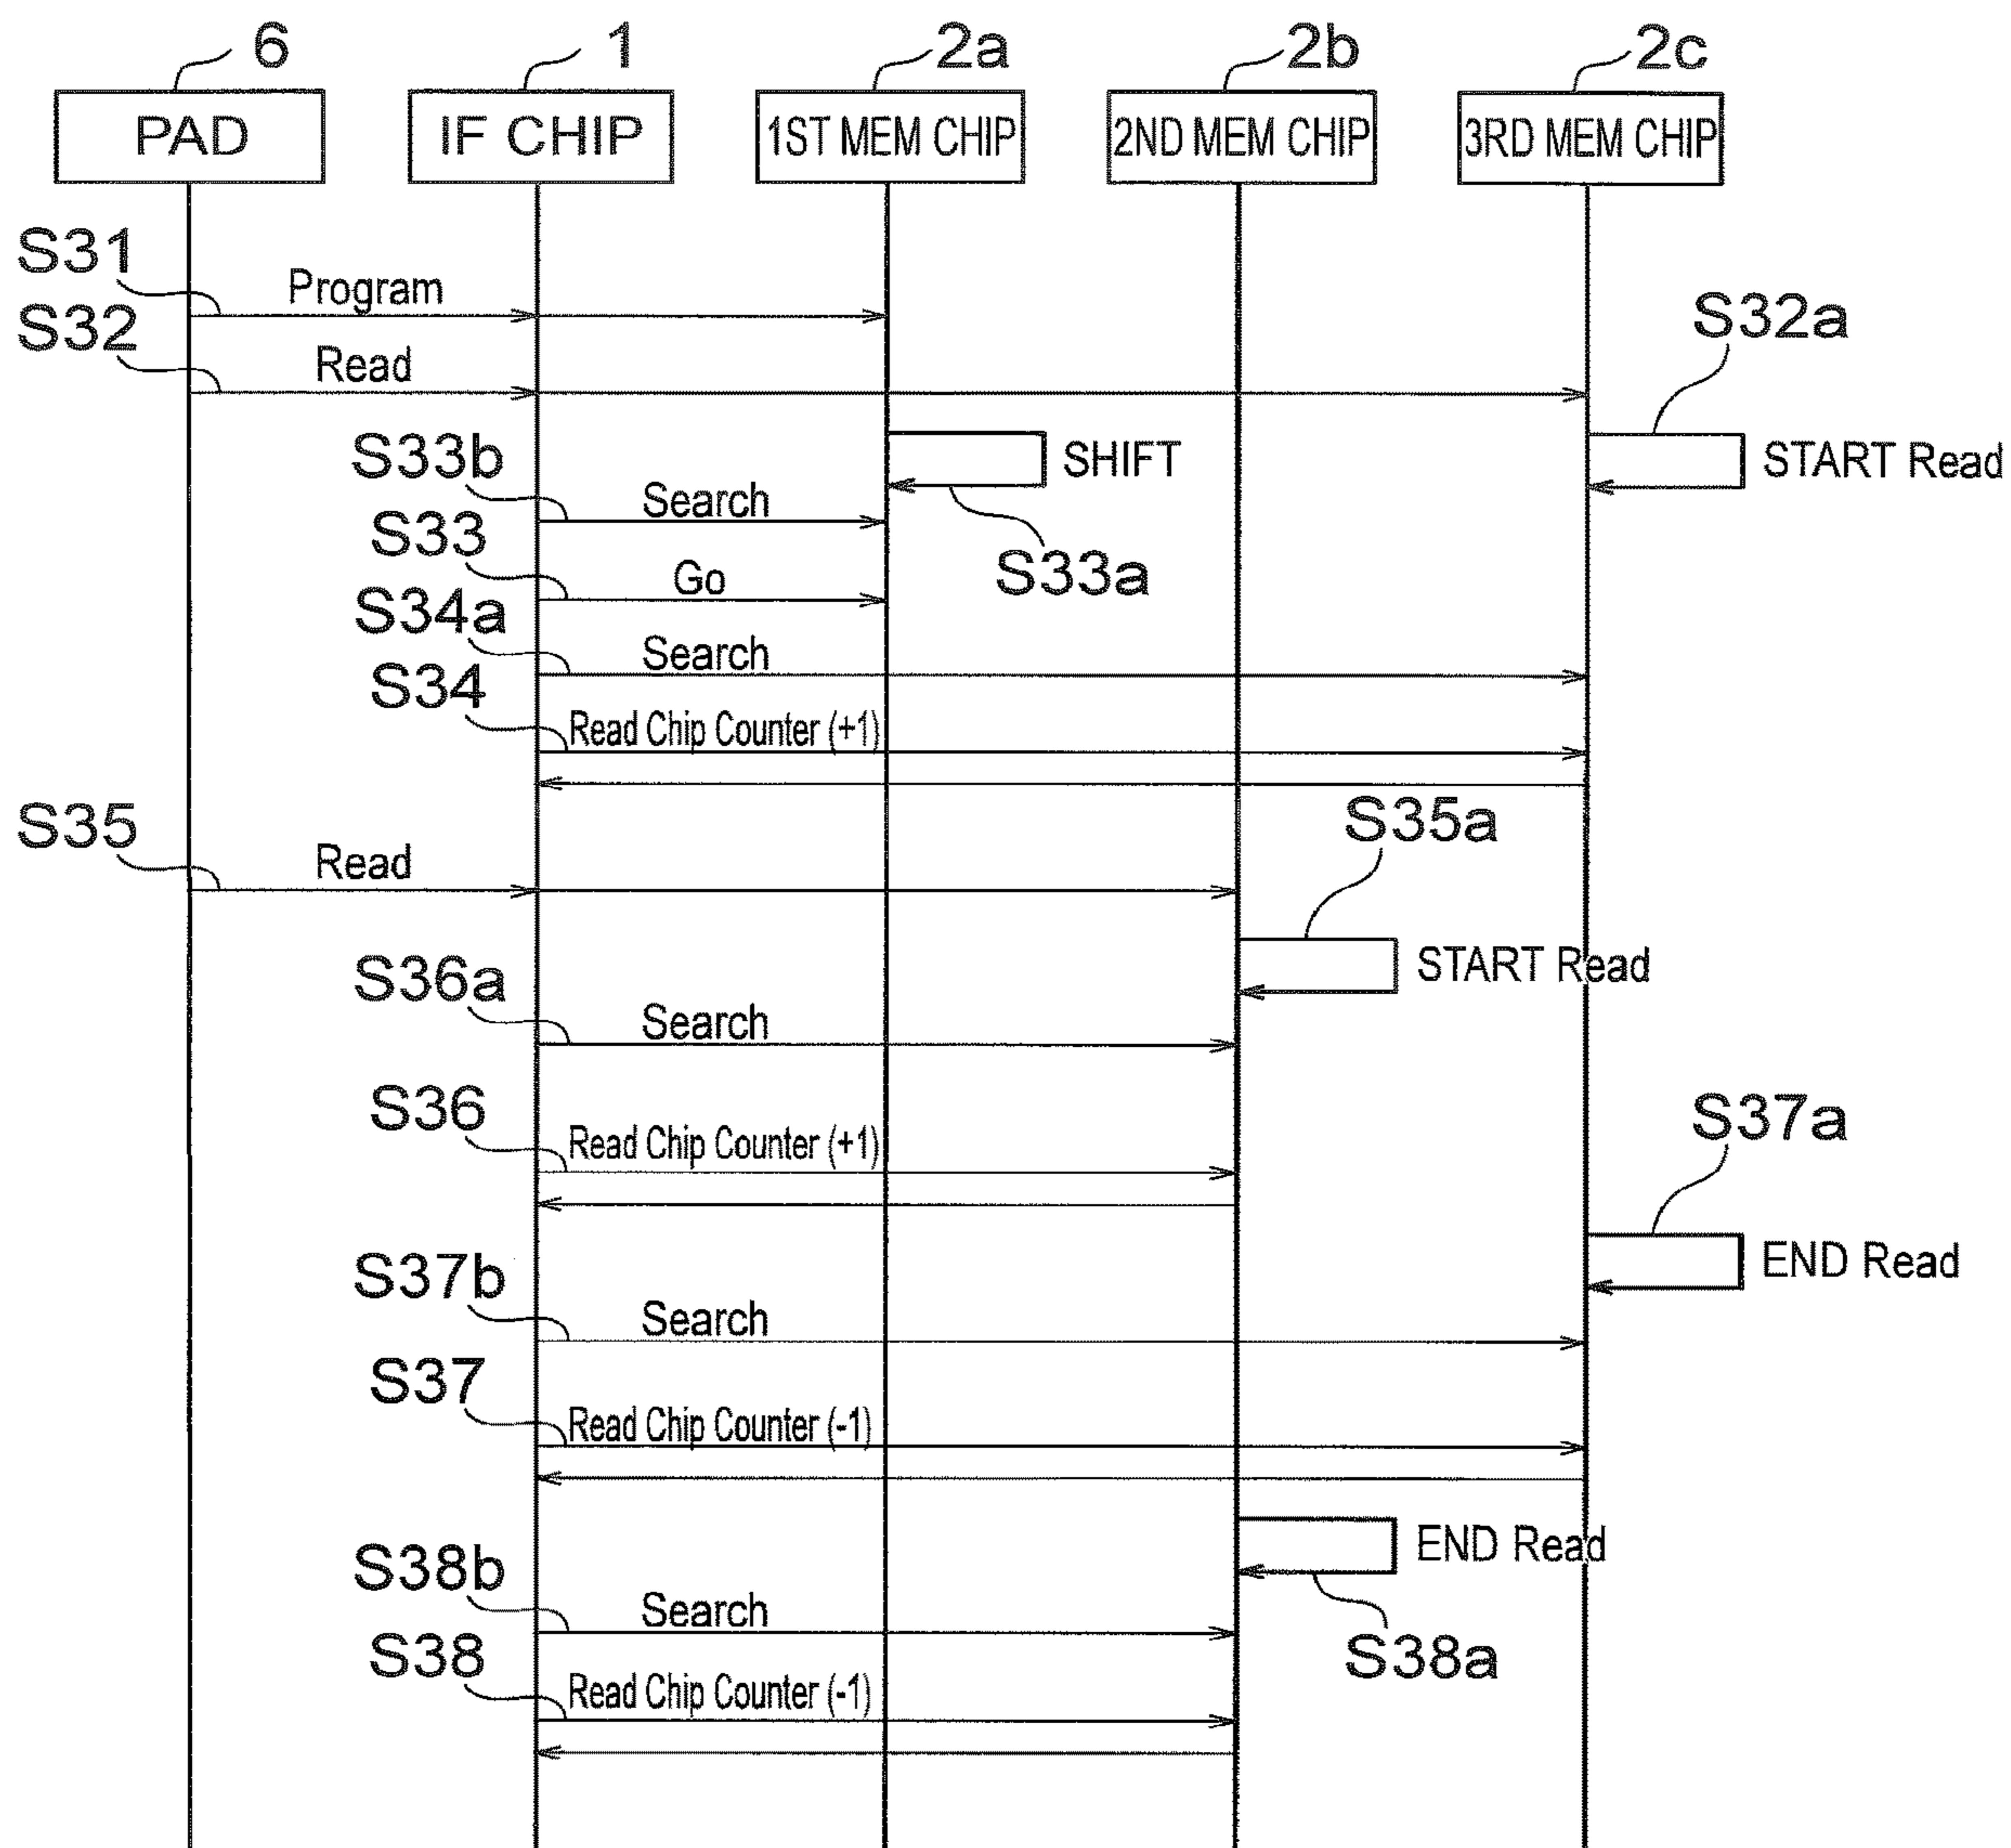 6
1
2a
2b
2c
PAD
IF CHIP
1ST MEM CHIP
2ND MEM CHIP
3RD MEM CHIP
S31
Program
S32
Read
S32a
START Read
SHIFT
S33a
S33b
Search
S33
Go
S34a
Search
S34
Read Chip Counter (+1)
S35
Read
S35a
START Read
S36a
Search
S36
Read Chip Counter (+1)
S37a
END Read
S37b
Search
S37
Read Chip Counter (-1)
END Read
S38a
S38b
Search
S38
Read Chip Counter (-1)